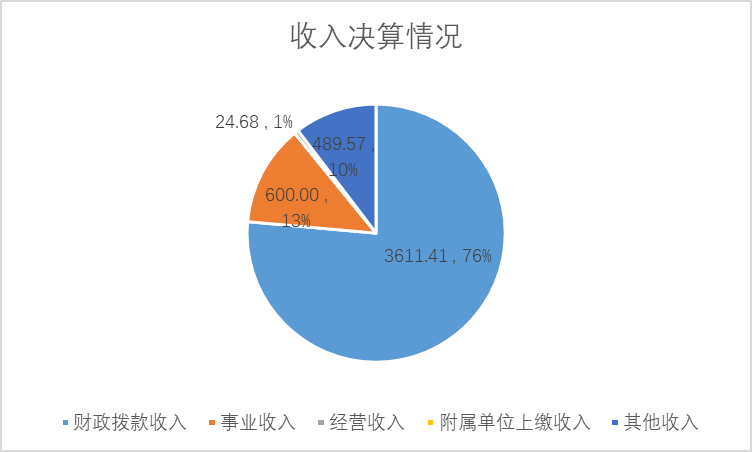 收入决算情况
24.68 , 1%
489.57 ,
10%
600.00 ,
13%
3611.41 , 76%
财政拨款收入 事业收入 经营收入 附属单位上缴收入 其他收入